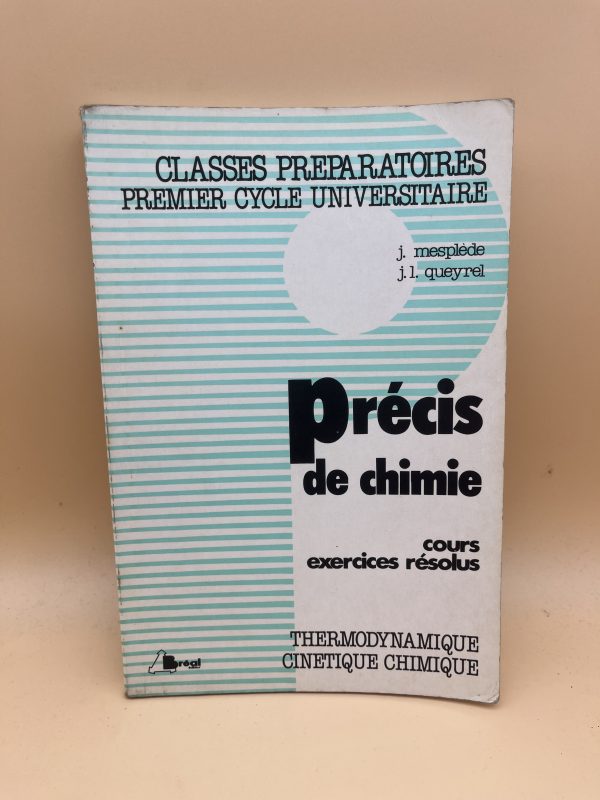 CLASSES PREPARATOIRES
PREMIER CYCLE UNIVERSITAIRE
j. mesplède
j.l. queyrel
précis
de chimie
cours
exercices résolus
THERMODYNAMIQUE
CINETIQUE CHIMIQUE
Bréal